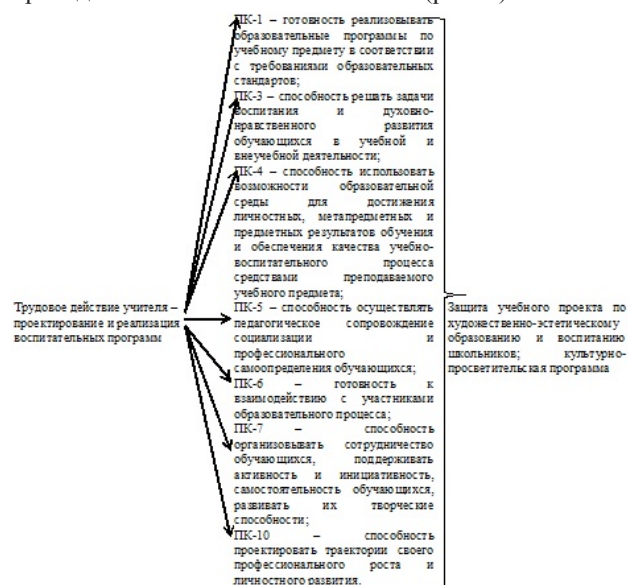 ПК-1 – готовность реализовывать
образовательные программы по
учебному предмету в соответствии
с требованиями образовательных
стандартов;
ПК-3 – способность решать задачи
воспитания и духовно-
нравственного развития
обучающихся в учебной и
внеучебной деятельности;
ПК-4 – способность использовать
возможности образовательной
среды для достижения
личностных, метапредметных и
предметных результатов обучения
и обеспечения качества учебно-
воспитательного процесса
средствами преподаваемого
учебного предмета;
Трудовое действие учителя –
проектирование и реализация
воспитательных программ
ПК-5 – способность осуществлять
педагогическое сопровождение
социализации и
профессионального
самоопределения обучающихся;
ПК-6 – готовность к
взаимодействию с участниками
образовательного процесса;
ПК-7 – способность
организовывать сотрудничество
обучающихся, поддерживать
активность и инициативность,
самостоятельность обучающихся,
развивать их творческие
способности;
ПК-10 – способность
проектировать траектории своего
профессионального роста и
личностного развития.
Защита учебного проекта по
художественно-эстетическому
образованию и воспитанию
школьников; культурно-
просветительская программа